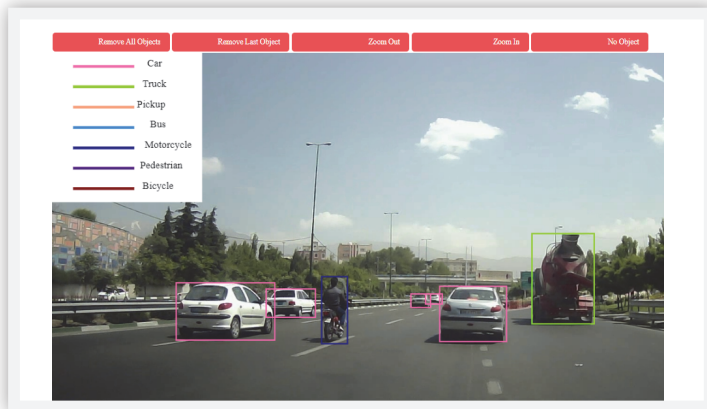 Remove All Objects
Remove Last Object
Zoom Out
Zoom In
No Object
Car
Truck
Pickup
Bus
Motorcycle
Pedestrian
Bicycle